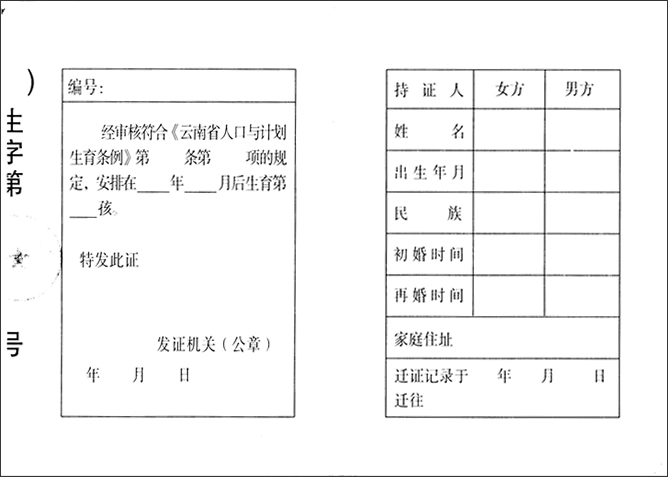 ）
生字第
号
编号：
经审核符合《云南省人口与计划
生育条例》第　　条第　　项的规
定，安排在____年____月后生育第
____孩。
特发此证
发证机关（公章）
年　　月　　日
持 证 人　女方　男方
姓　　名
出生年月
民　　族
初婚时间
再婚时间
家庭住址
迁证记录于　　年　　月　　日
迁往